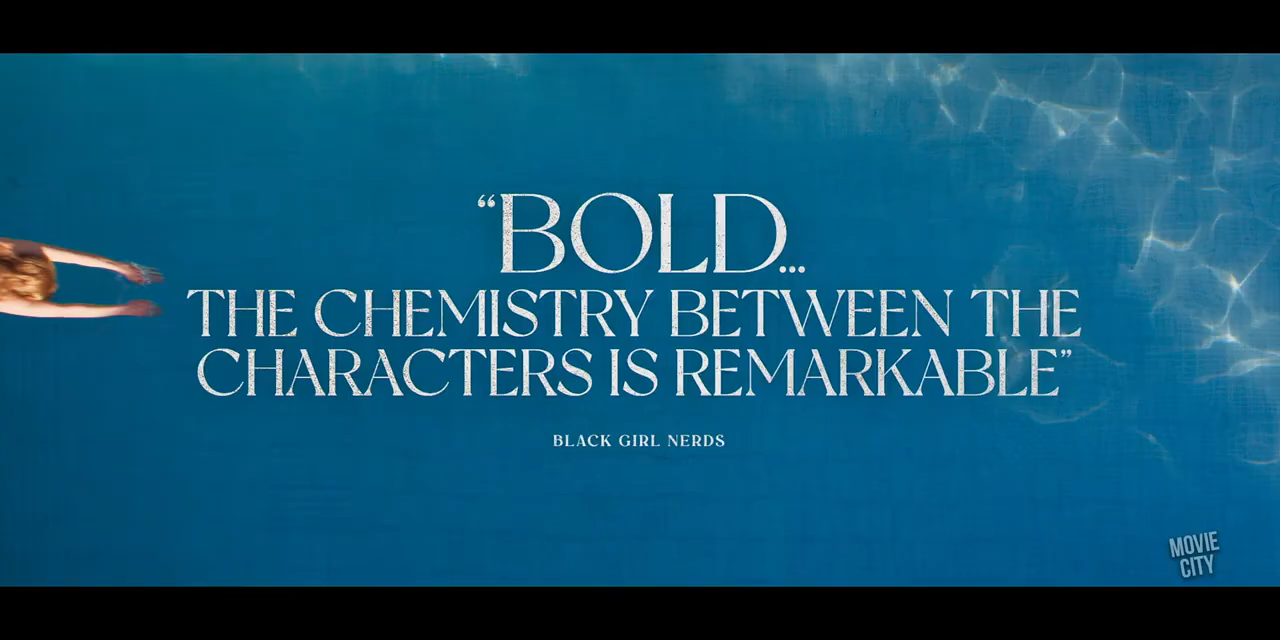 “BOLD...
THE CHEMISTRY BETWEEN THE
CHARACTERS IS REMARKABLE”
BLACK GIRL NERDS
MOVIE
CITY